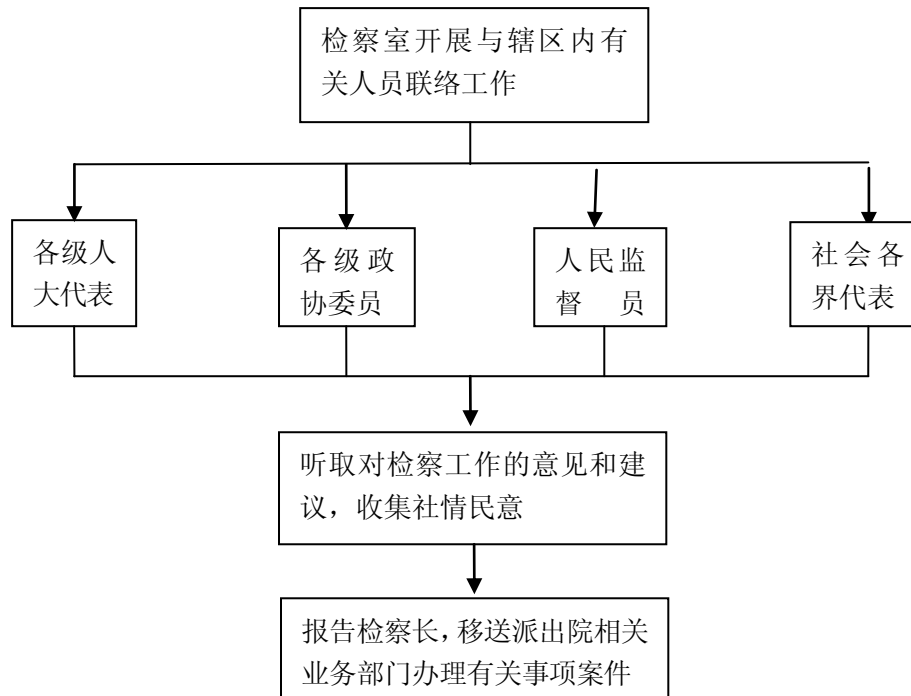 检察室开展与辖区内有
关人员联络工作
各级人
大代表
各级政
协委员
人民监
督员
社会各
界代表
听取对检察工作的意见和建
议，收集社情民意
报告检察长，移送派出院相关
业务部门办理有关事项案件